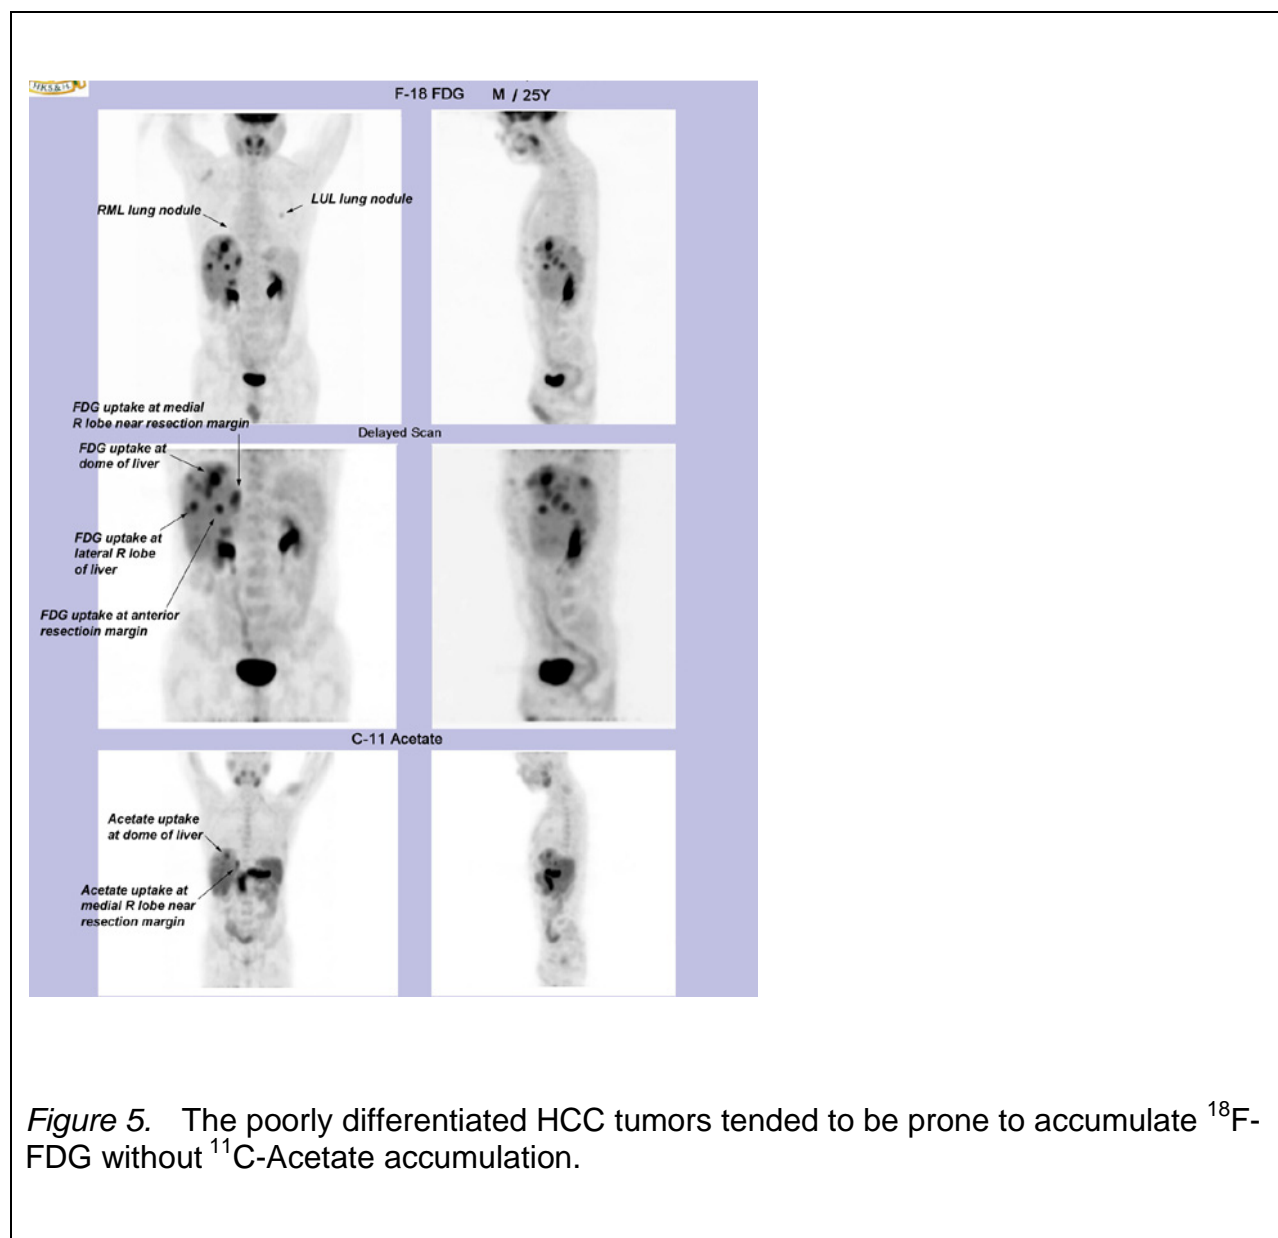 HKS&H
F-18 FDG M / 25Y
RML lung nodule
LUL lung nodule
FDG uptake at medial
R lobe near resection margin
Delayed Scan
FDG uptake at
dome of liver
FDG uptake at
lateral R lobe
of liver
FDG uptake at anterior
resectioin margin
C-11 Acetate
Acetate uptake
at dome of liver
Acetate uptake at
medial R lobe near
resection margin
Figure 5. The poorly differentiated HCC tumors tended to be prone to accumulate ¹⁸F-
FDG without ¹¹C-Acetate accumulation.